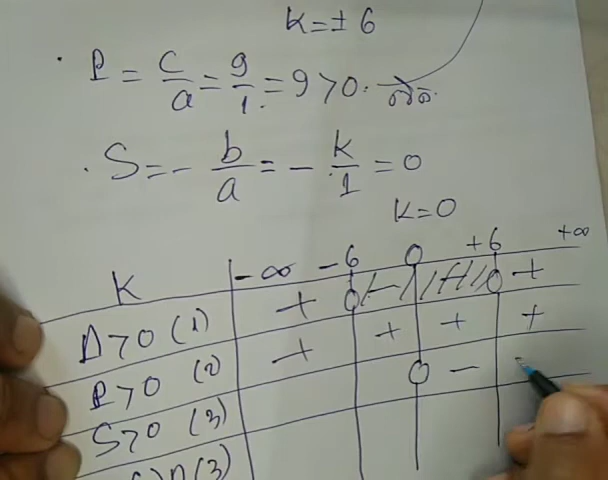 k = ± 6
· P = c/a = 9/1 = 9 > 0 .
· S = - b/a = - k/1 = 0
k = 0
k -∞ -6 0 +6 +∞
Δ > 0 (1) + 0 - 0 +
P > 0 (2) + + + +
S > 0 (3) 0 -
(3)